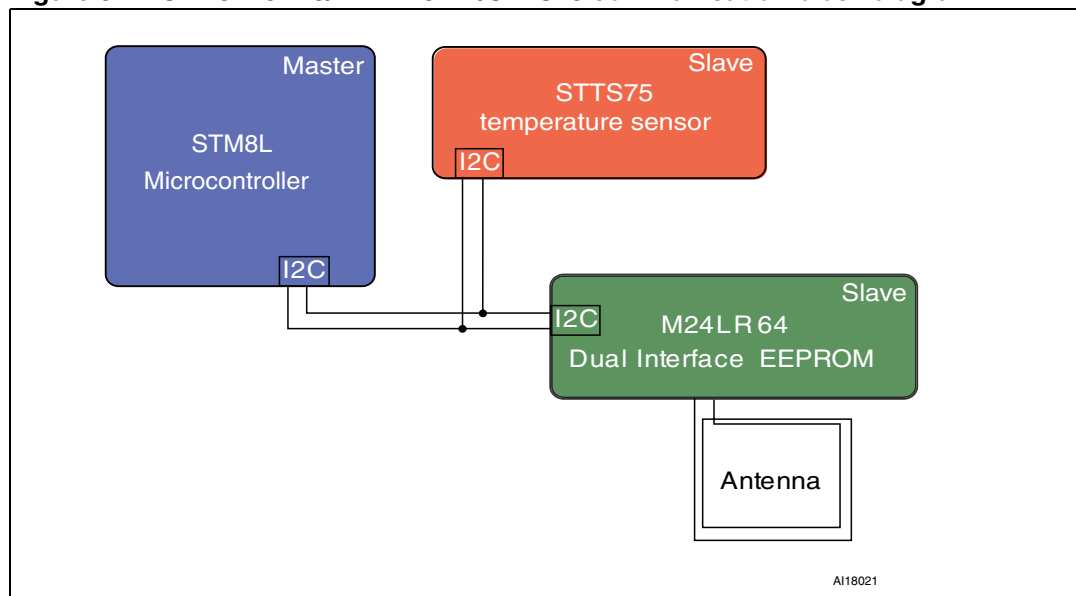 Master
STM8L
Microcontroller
I2C
Slave
STTS75
temperature sensor
I2C
Slave
I2C
M24LR64
Dual Interface EEPROM
Antenna
AI18021